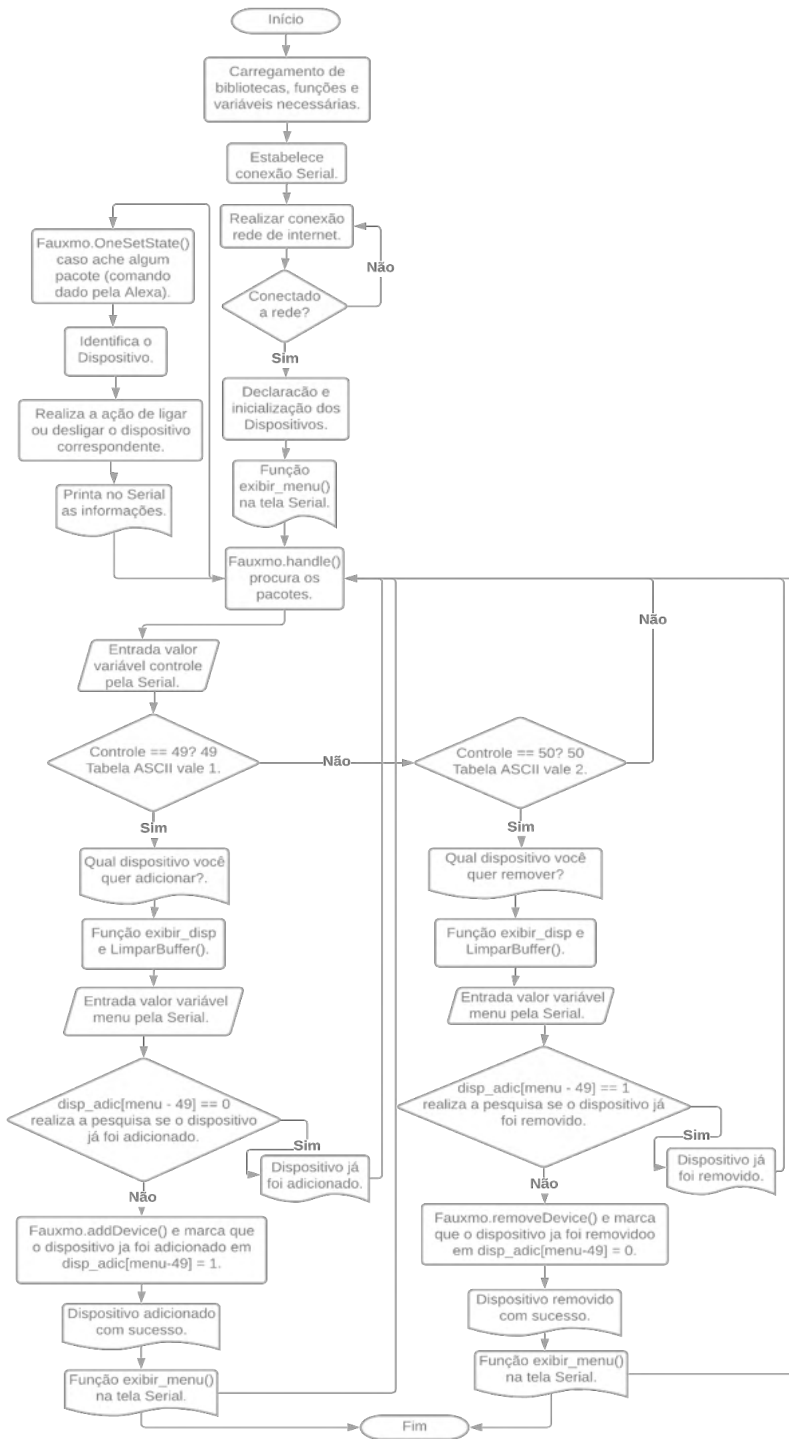 Início
Carregamento de
bibliotecas, funções e
variáveis necessárias.
Estabelece
conexão Serial.
Realizar conexão
rede de internet.
Não
Conectado
a rede?
Sim
Declaracão e
inicialização dos
Dispositivos.
Função
exibir_menu()
na tela Serial.
Fauxmo.OneSetState()
caso ache algum
pacote (comando
dado pela Alexa).
Identifica o
Dispositivo.
Realiza a ação de ligar
ou desligar o dispositivo
correspondente.
Printa no Serial
as informações.
Fauxmo.handle()
procura os
pacotes.
Entrada valor
variável controle
pela Serial.
Controle == 49? 49
Tabela ASCII vale 1.
Não
Controle == 50? 50
Tabela ASCII vale 2.
Não
Sim
Qual dispositivo você
quer adicionar?.
Função exibir_disp
e LimparBuffer().
Entrada valor variável
menu pela Serial.
disp_adic[menu - 49] == 0
realiza a pesquisa se o dispositivo
já foi adicionado.
Sim
Dispositivo já
foi adicionado.
Não
Fauxmo.addDevice() e marca que
o dispositivo ja foi adicionado em
disp_adic[menu-49] = 1.
Dispositivo adicionado
com sucesso.
Função exibir_menu()
na tela Serial.
Sim
Qual dispositivo você
quer remover?
Função exibir_disp e
LimparBuffer().
Entrada valor variável
menu pela Serial.
disp_adic[menu - 49] == 1
realiza a pesquisa se o dispositivo já
foi removido.
Sim
Dispositivo já
foi removido.
Não
Fauxmo.removeDevice() e marca
que o dispositivo ja foi removidoo
em disp_adic[menu-49] = 0.
Dispositivo removido
com sucesso.
Função exibir_menu()
na tela Serial.
Fim